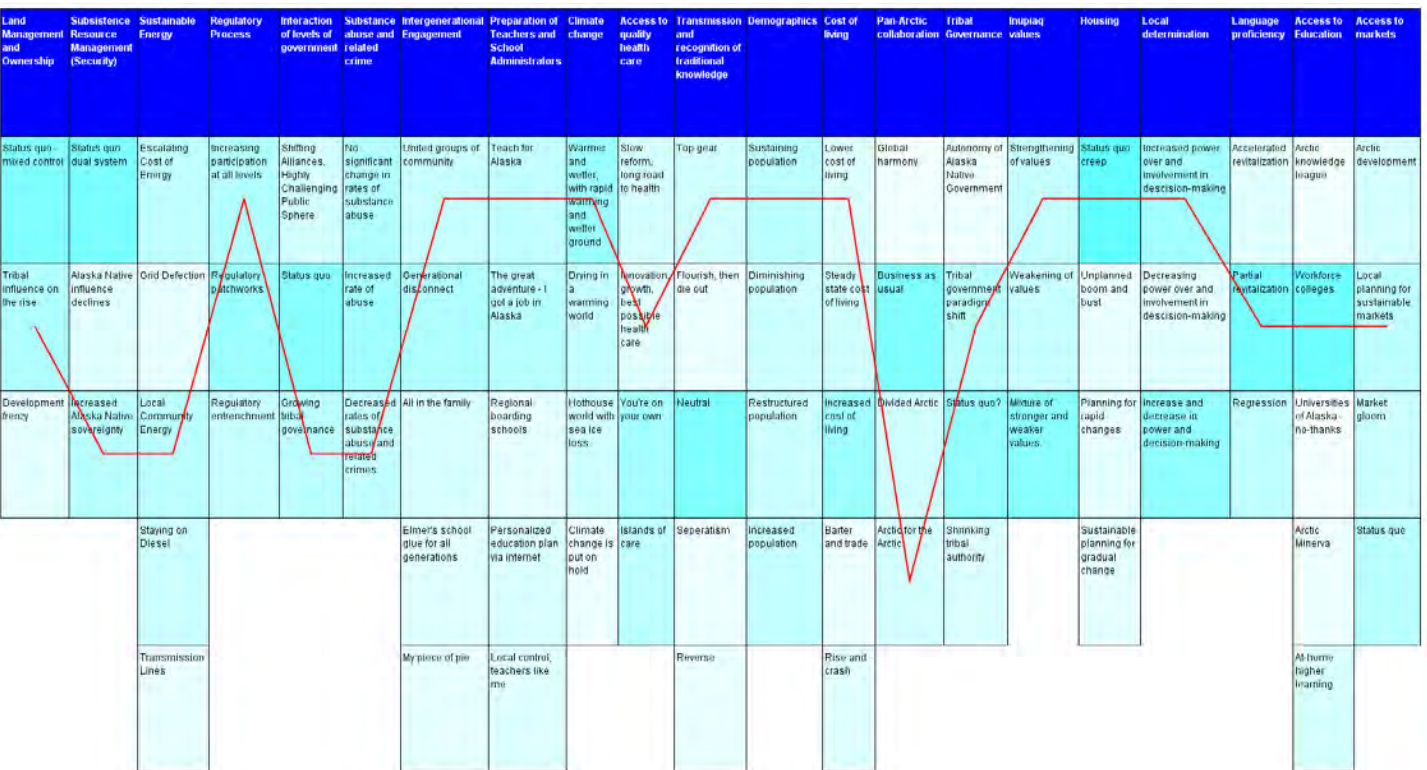 Land
Management
and
Ownership
Subsistence
Resource
Management
(Security)
Sustainable
Energy
Regulatory
Process
Interaction
of levels of
government
Substance
abuse and
related
crime
Intergenerational
Engagement
Preparation of
Teachers and
School
Administrators
Climate
change
Access to
quality
health
care
Transmission
and
recognition of
traditional
knowledge
Demographics
Cost of
living
Pan-Arctic
collaboration
Tribal
Governance
Inupiaq
values
Housing
Local
determination
Language
proficiency
Access to
Education
Access to
markets
Status quo -
mixed control
Status quo
dual system
Escalating
Cost of
Energy
Increasing
participation
at all levels
Shifting
Alliances,
Highly
Challenging
Public
Sphere
No
significant
change in
rates of
substance
abuse
United groups of
community
Teach for
Alaska
Warmer
and
wetter,
with rapid
warming
and
wetter
ground
Slow
reform,
long road
to health
Top gear
Sustaining
population
Lower
cost of
living
Global
harmony
Autonomy of
Alaska
Native
Government
Strengthening
of values
Status quo
creep
Increased power
over and
involvement in
descision-making
Accelerated
revitalization
Arctic
knowledge
league
Arctic
development
Tribal
influence on
the rise
Alaska Native
influence
declines
Grid Defection
Regulatory
patchworks
Status quo
Increased
rate of
abuse
Generational
disconnect
The great
adventure - I
got a job in
Alaska
Drying in
a
warming
world
Innovation,
growth,
best
possible
health
care
Flourish, then
die out
Diminishing
population
Steady
state cost
of living
Business as
usual
Tribal
government
paradigm
shift
Weakening of
values
Unplanned
boom and
bust
Decreasing
power over and
involvement in
descision-making
Partial
revitalization
Workforce
colleges
Local
planning for
sustainable
markets
Development
frenzy
Increased
Alaska Native
sovereignty
Local
Community
Energy
Regulatory
entrenchment
Growing
tribal
governance
Decreased
rates of
substance
abuse and
related
crimes
All in the family
Regional
boarding
schools
Hothouse
world with
sea ice
loss
You're on
your own
Neutral
Restructured
population
Increased
cost of
living
Divided Arctic
Status quo?
Mixture of
stronger and
weaker
values.
Planning for
rapid
changes
Increase and
decrease in
power and
decision-making
Regression
Universities
of Alaska -
no-thanks
Market
gloom
Staying on
Diesel
Elmer's school
glue for all
generations
Personalized
education plan
via internet
Climate
change is
put on
hold
Islands of
care
Seperatism
Increased
population
Barter
and trade
Arctic for the
Arctic
Shrinking
tribal
authority
Sustainable
planning for
gradual
change
Arctic
Minerva
Status quo
Transmission
Lines
My piece of pie
Local control,
teachers like
me
Reverse
Rise and
crash
At-home
higher
learning